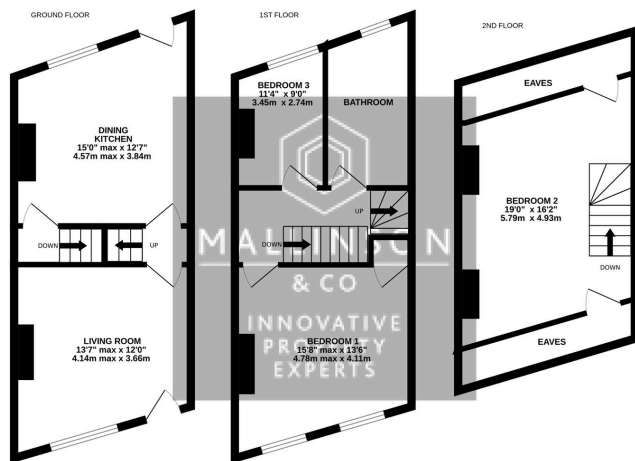 GROUND FLOOR
1ST FLOOR
2ND FLOOR
DINING
KITCHEN
15'0" max x 12'7"
4.57m max x 3.84m
DOWN
UP
LIVING ROOM
13'7" max x 12'0"
4.14m max x 3.66m
BEDROOM 3
11'4" x 9'0"
3.45m x 2.74m
BATHROOM
UP
DOWN
BEDROOM 1
15'8" max x 13'6"
4.78m max x 4.11m
EAVES
BEDROOM 2
19'0" x 16'2"
5.79m x 4.93m
DOWN
EAVES
MALLINSON
& CO
INNOVATIVE
PROPERTY
EXPERTS